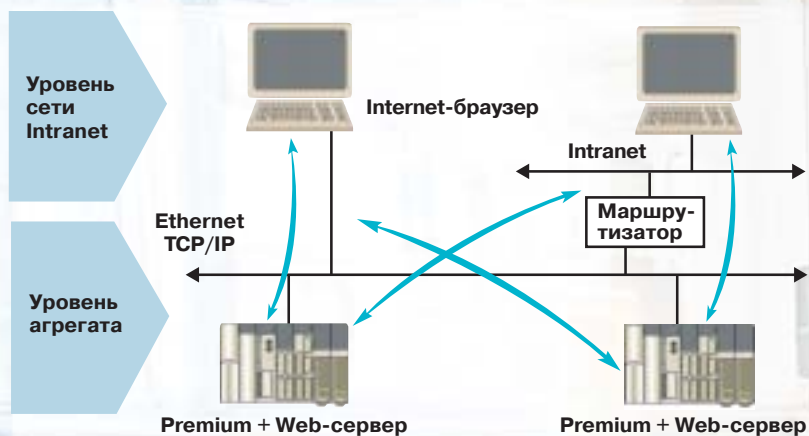 Уровень
сети
Intranet
Internet-браузер
Intranet
Маршру-
тизатор
Ethernet
TCP/IP
Уровень
агрегата
Premium + Web-сервер
Premium + Web-сервер